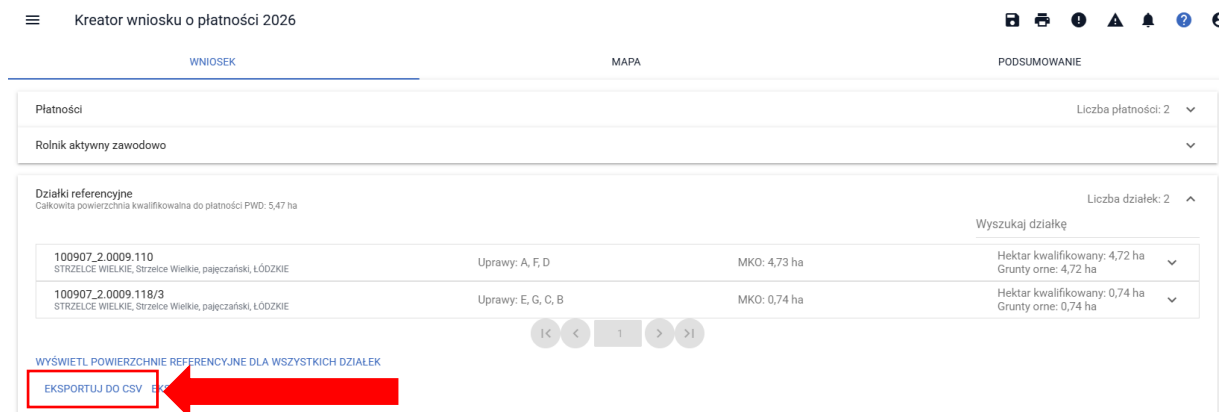 Kreator wniosku o płatności 2026
WNIOSEK
MAPA
PODSUMOWANIE
Płatności
Liczba płatności: 2
Rolnik aktywny zawodowo
Działki referencyjne
Liczba działek: 2
Całkowita powierzchnia kwalifikowalna do płatności PWD: 5,47 ha
Wyszukaj działkę
100907_2.0009.110
STRZELCE WIELKIE, Strzelce Wielkie, pajęczański, ŁÓDZKIE
Uprawy: A, F, D
MKO: 4,73 ha
Hektar kwalifikowany: 4,72 ha
Grunty orne: 4,72 ha
100907_2.0009.118/3
STRZELCE WIELKIE, Strzelce Wielkie, pajęczański, ŁÓDZKIE
Uprawy: E, G, C, B
MKO: 0,74 ha
Hektar kwalifikowany: 0,74 ha
Grunty orne: 0,74 ha
1
WYŚWIETL POWIERZCHNIE REFERENCYJNE DLA WSZYSTKICH DZIAŁEK
EKSPORTUJ DO CSV